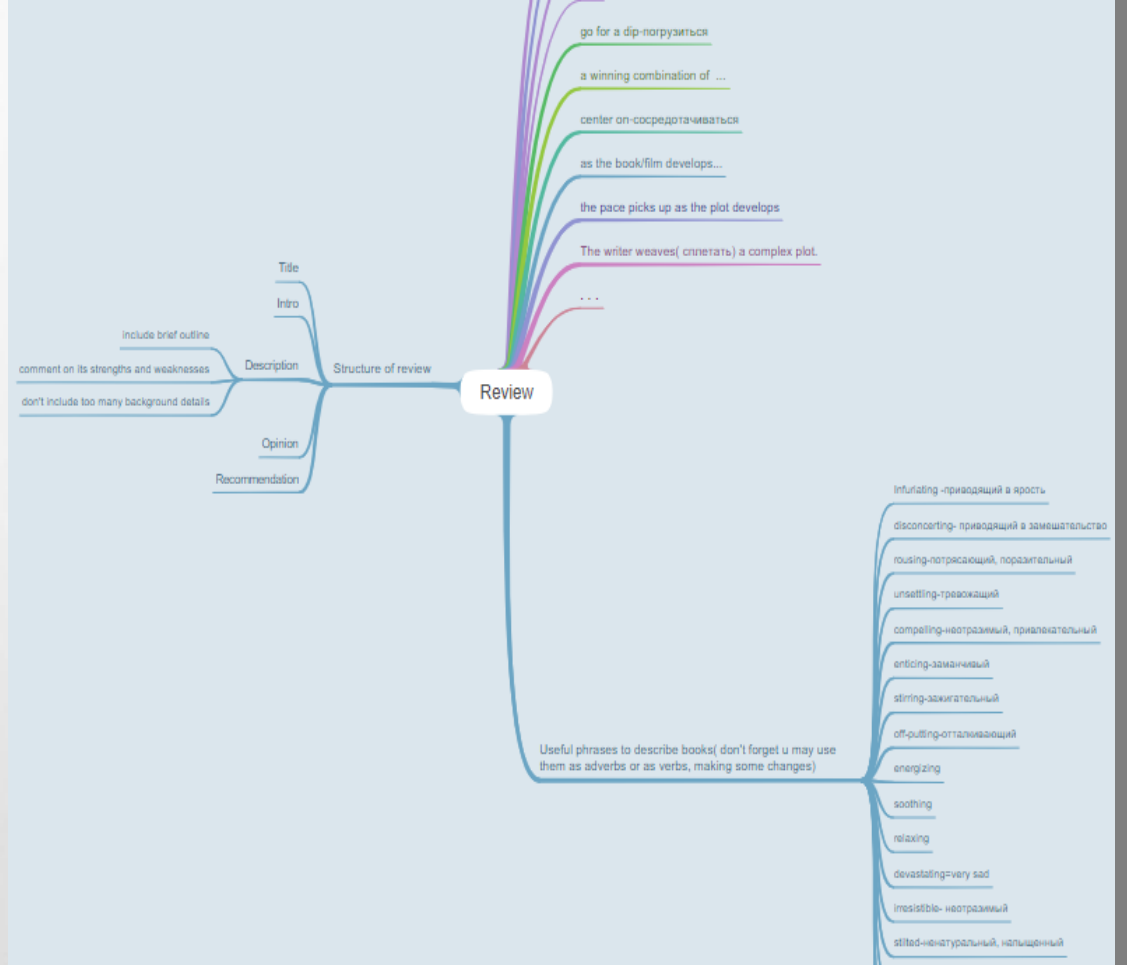 go for a dip-погрузиться
a winning combination of ...
center on-сосредотачиваться
as the book/film develops...
the pace picks up as the plot develops
The writer weaves( сплетать) a complex plot.
. . .
Title
Intro
include brief outline
comment on its strengths and weaknesses
don't include too many background details
Description
Structure of review
Opinion
Recommendation
Review
Useful phrases to describe books( don't forget u may use
them as adverbs or as verbs, making some changes)
Infuriating -приводящий в ярость
disconcerting- приводящий в замешательство
rousing-потрясающий, поразительный
unsettling-тревожащий
compelling-неотразимый, привлекательный
enticing-заманчивый
stirring-зажигательный
off-putting-отталкивающий
energizing
soothing
relaxing
devastating=very sad
irresistible- неотразимый
stilted-ненатуральный, напыщенный